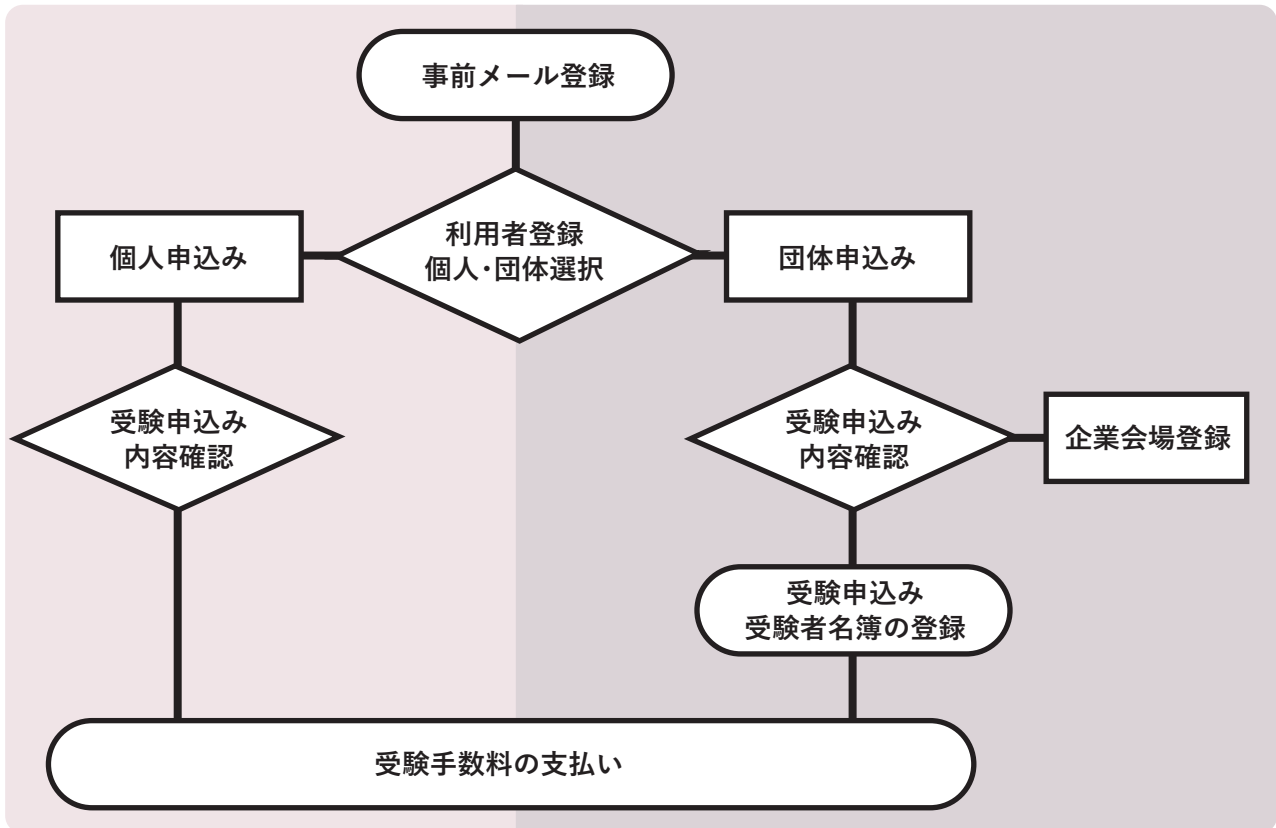 事前メール登録
利用者登録
個人・団体選択
個人申込み
団体申込み
受験申込み
内容確認
受験申込み
内容確認
企業会場登録
受験申込み
受験者名簿の登録
受験手数料の支払い